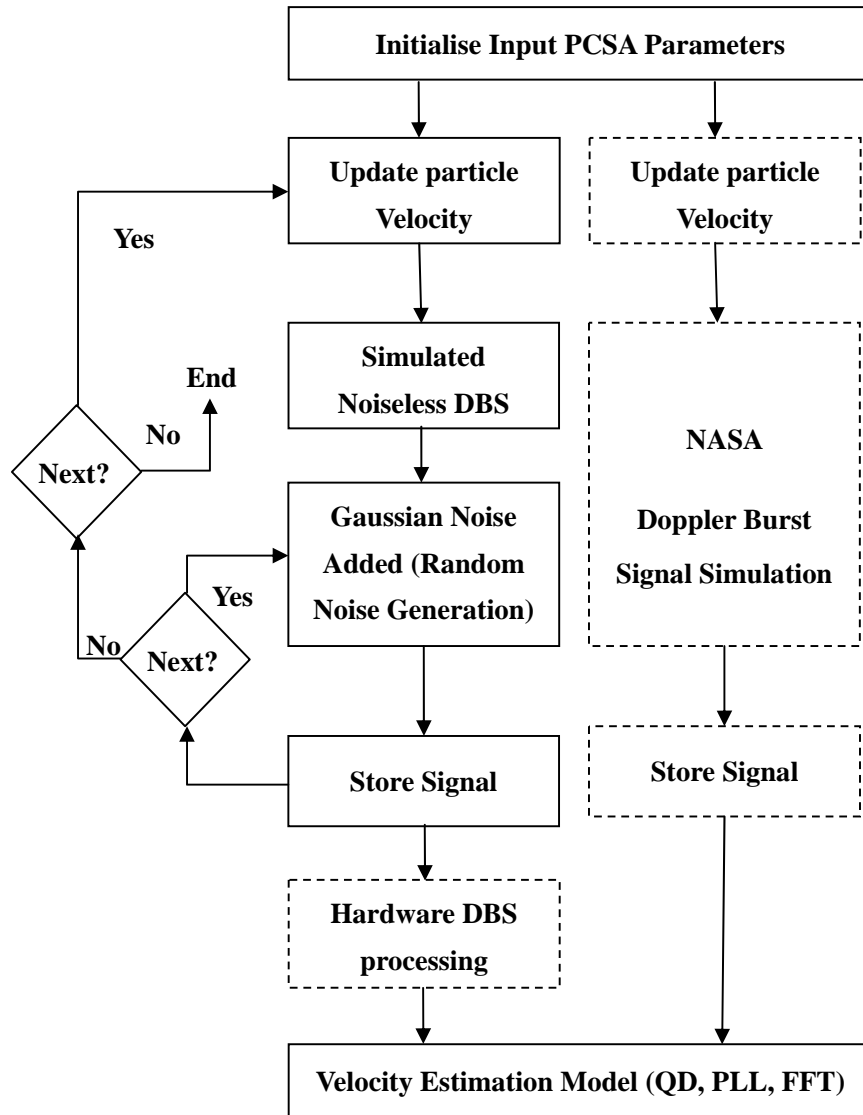 Initialise Input PCSA Parameters
Update particle
Velocity
Update particle
Velocity
Yes
Simulated
Noiseless DBS
End
No
Next?
NASA
Doppler Burst
Signal Simulation
Gaussian Noise
Added (Random
Noise Generation)
Yes
No
Next?
Store Signal
Store Signal
Hardware DBS
processing
Velocity Estimation Model (QD, PLL, FFT)